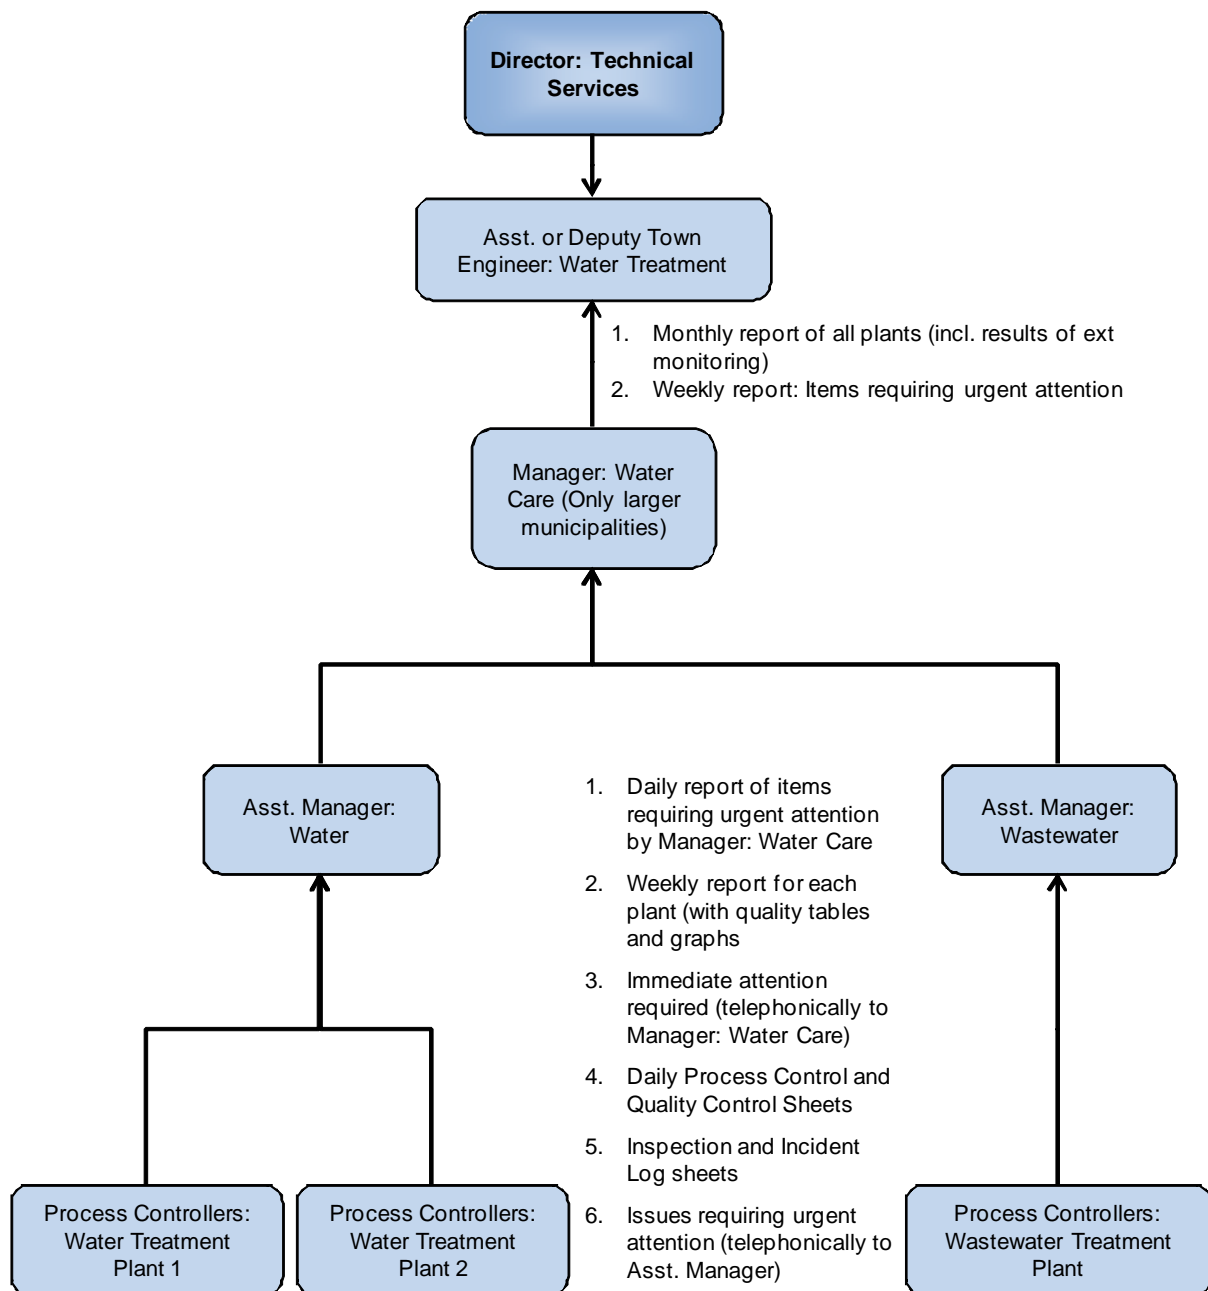 Director: Technical
Services
Asst. or Deputy Town
Engineer: Water Treatment
1. Monthly report of all plants (incl. results of ext
monitoring)
2. Weekly report: Items requiring urgent attention
Manager: Water
Care (Only larger
municipalities)
Asst. Manager:
Water
1. Daily report of items
requiring urgent attention
by Manager: Water Care
2. Weekly report for each
plant (with quality tables
and graphs
3. Immediate attention
required (telephonically to
Manager: Water Care)
4. Daily Process Control and
Quality Control Sheets
5. Inspection and Incident
Log sheets
6. Issues requiring urgent
attention (telephonically to
Asst. Manager)
Asst. Manager:
Wastewater
Process Controllers:
Water Treatment
Plant 1
Process Controllers:
Water Treatment
Plant 2
Process Controllers:
Wastewater Treatment
Plant